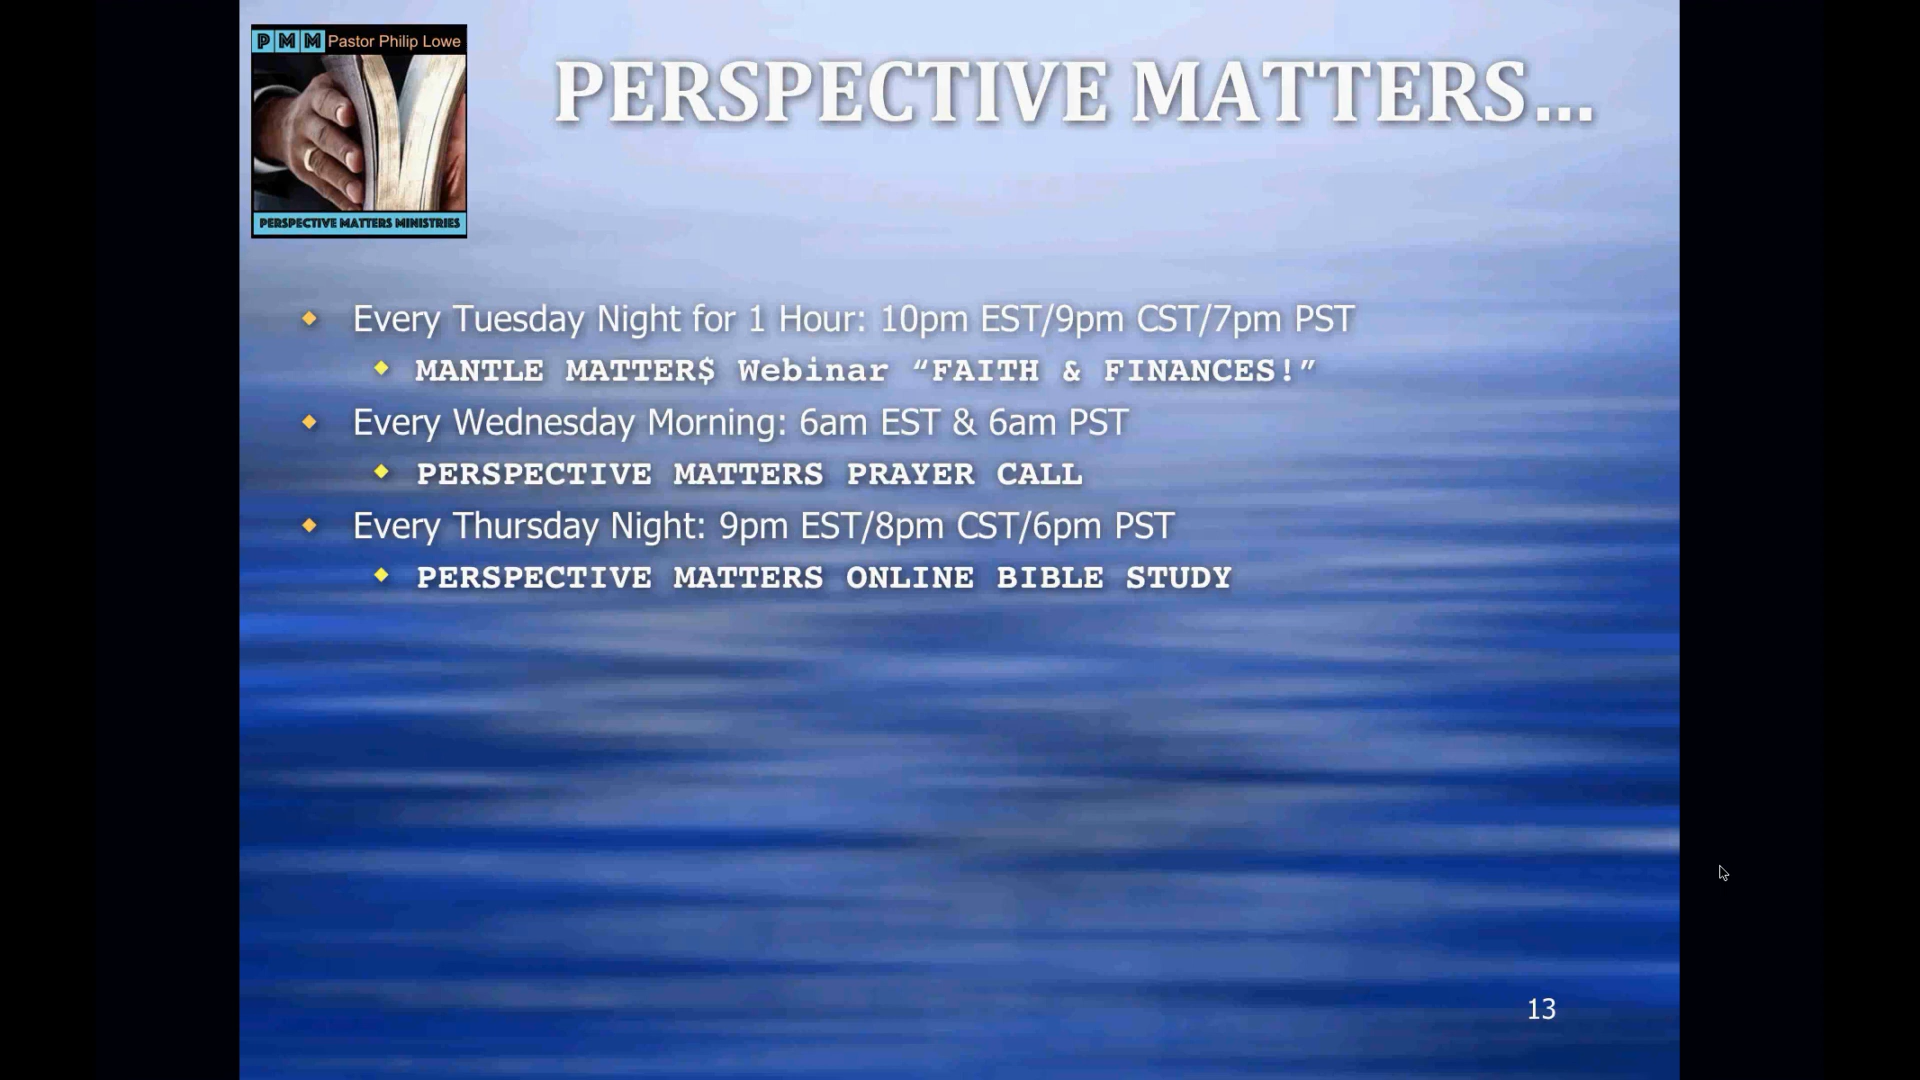 PMM Pastor Philip Lowe
PERSPECTIVE MATTERS MINISTRIES
PERSPECTIVE MATTERS...
Every Tuesday Night for 1 Hour: 10pm EST/9pm CST/7pm PST
MANTLE MATTER$ Webinar “FAITH & FINANCES!”
Every Wednesday Morning: 6am EST & 6am PST
PERSPECTIVE MATTERS PRAYER CALL
Every Thursday Night: 9pm EST/8pm CST/6pm PST
PERSPECTIVE MATTERS ONLINE BIBLE STUDY
13